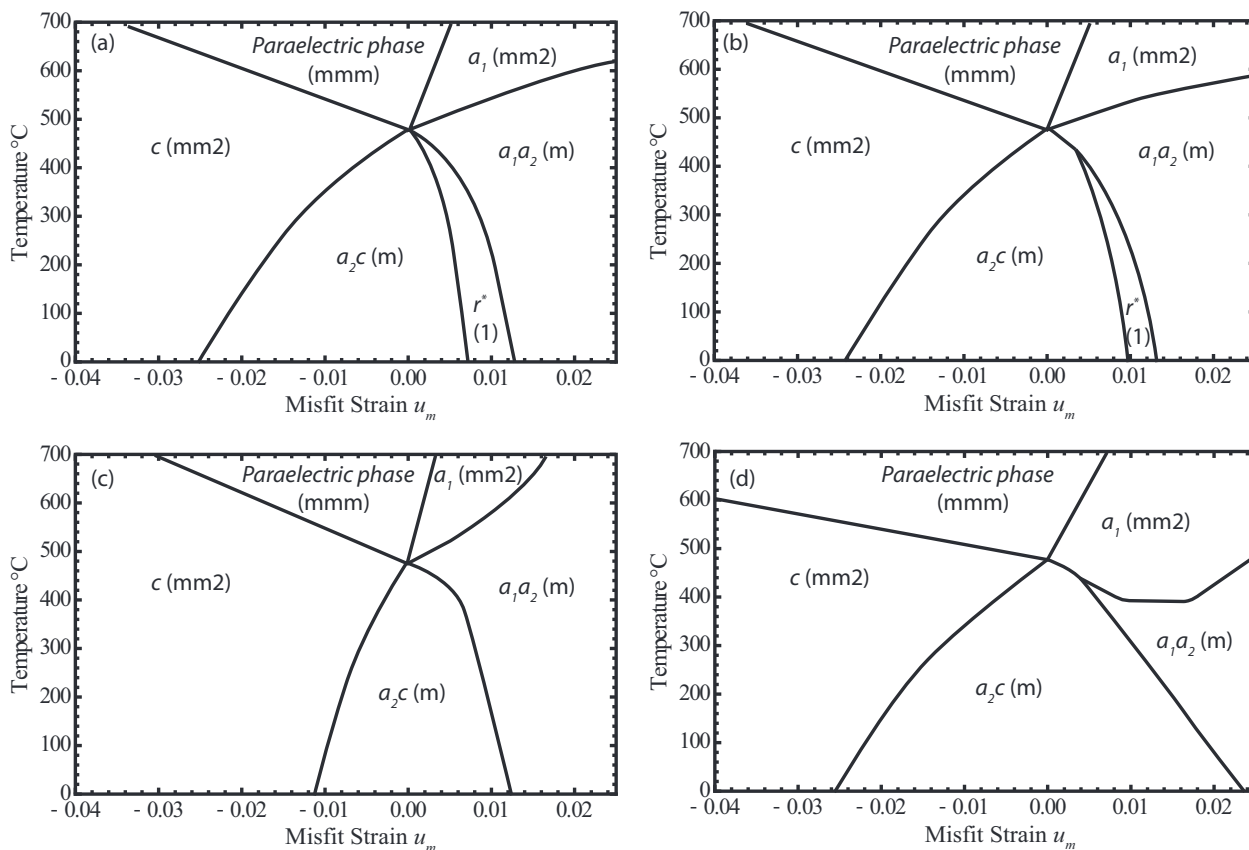 (a)
700
600
500
400
300
200
100
0
Temperature °C
Paraelectric phase
(mmm)
a₁ (mm2)
c (mm2)
a₁a₂ (m)
a₂c (m)
r*
(1)
- 0.04 - 0.03 - 0.02 - 0.01 0.00 0.01 0.02
Misfit Strain uₘ
(b)
700
600
500
400
300
200
100
0
Temperature °C
Paraelectric phase
(mmm)
a₁ (mm2)
c (mm2)
a₁a₂ (m)
a₂c (m)
r*
(1)
- 0.04 - 0.03 - 0.02 - 0.01 0.00 0.01 0.02
Misfit Strain uₘ
(c)
700
600
500
400
300
200
100
0
Temperature °C
Paraelectric phase
(mmm)
a₁ (mm2)
c (mm2)
a₁a₂ (m)
a₂c (m)
- 0.04 - 0.03 - 0.02 - 0.01 0.00 0.01 0.02
Misfit Strain uₘ
(d)
700
600
500
400
300
200
100
0
Temperature °C
Paraelectric phase
(mmm)
a₁ (mm2)
c (mm2)
a₁a₂ (m)
a₂c (m)
- 0.04 - 0.03 - 0.02 - 0.01 0.00 0.01 0.02
Misfit Strain uₘ